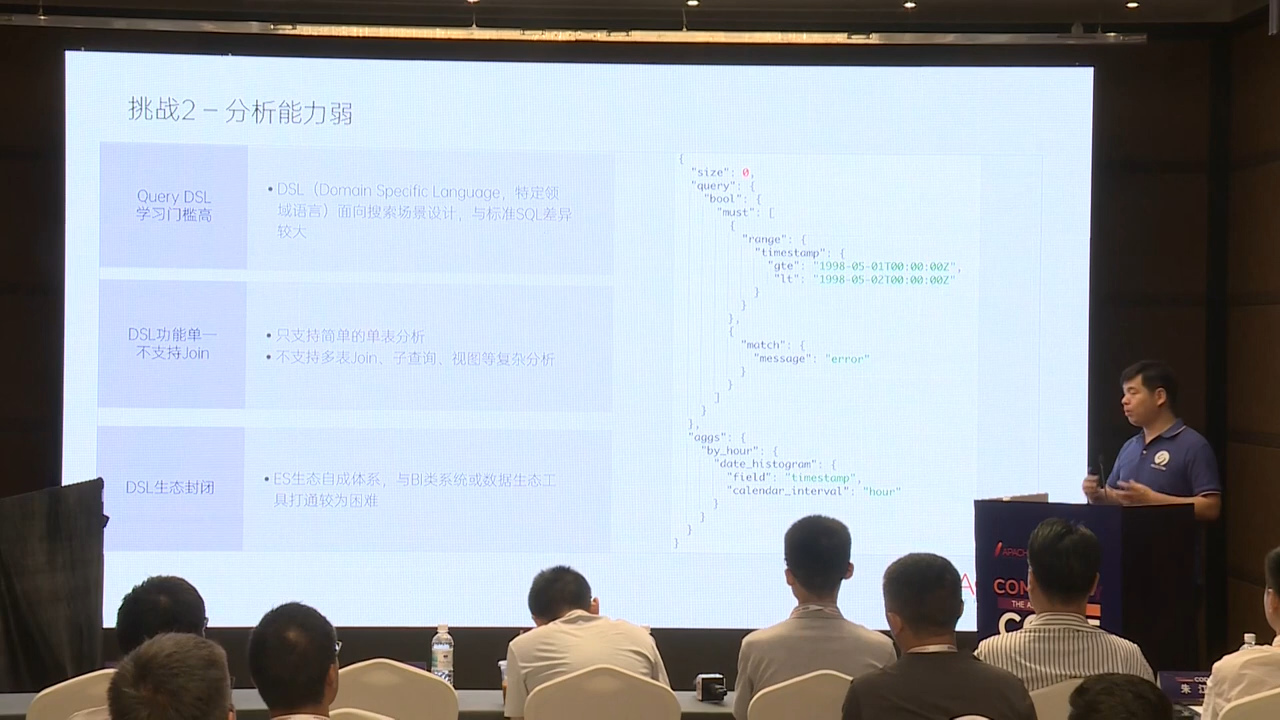 挑战2 – 分析能力弱
Query DSL
学习门槛高
• DSL（Domain Specific Language，特定领
域语言）面向搜索场景设计，与标准SQL差异
较大
DSL功能单一
不支持Join
• 只支持简单的单表分析
• 不支持多表Join、子查询、视图等复杂分析
DSL生态封闭
• ES生态自成体系，与BI类系统或数据生态工
具打通较为困难
{
"size": 0,
"query": {
"bool": {
"must": [
{
"range": {
"timestamp": {
"gte": "1998-05-01T00:00:00Z",
"lt": "1998-05-02T00:00:00Z"
}
}
},
{
"match": {
"message": "error"
}
}
]
}
},
"aggs": {
"by_hour": {
"date_histogram": {
"field": "timestamp",
"calendar_interval": "hour"
}
}
}
}